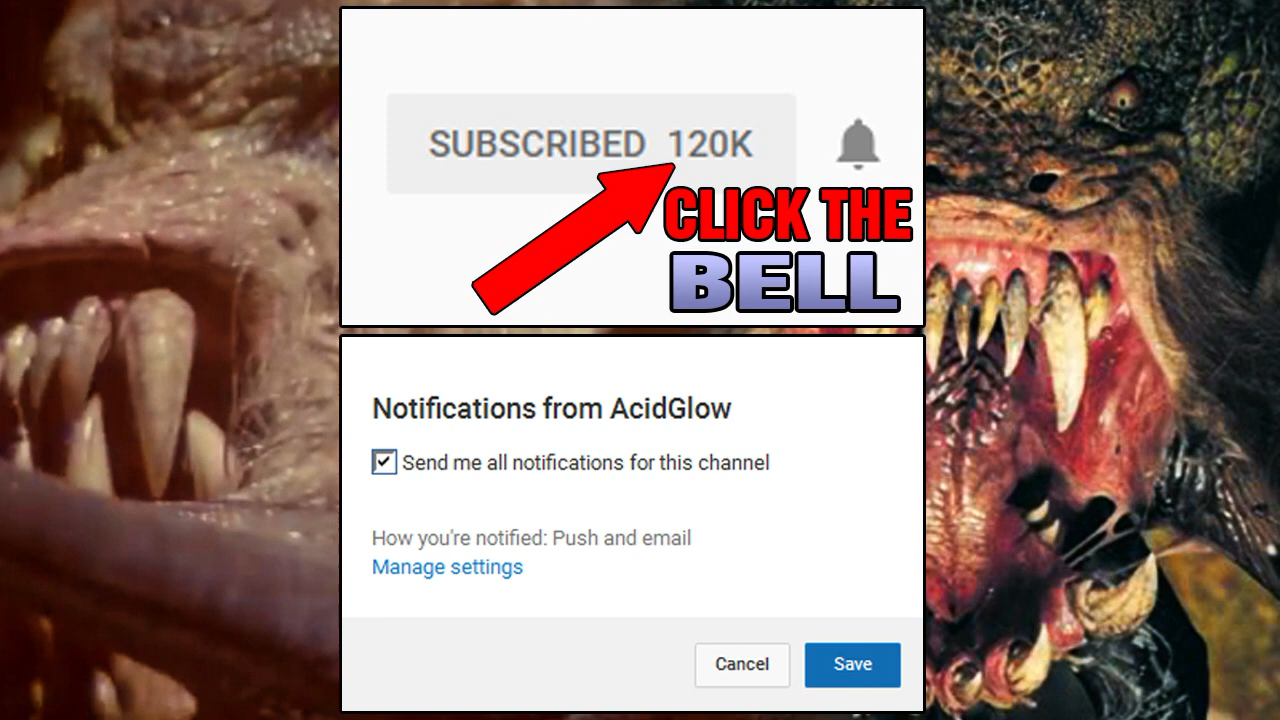 SUBSCRIBED 120K
CLICK THE
BELL
Notifications from AcidGlow
Send me all notifications for this channel
How you're notified: Push and email
Manage settings
Cancel Save